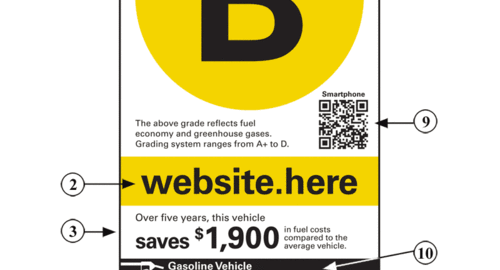 B
Smartphone
The above grade reflects fuel
economy and greenhouse gases.
Grading system ranges from A+ to D.
9
2
website.here
3
Over five years, this vehicle
saves $1,900
in fuel costs
compared to the
average vehicle.
10
Gasoline Vehicle